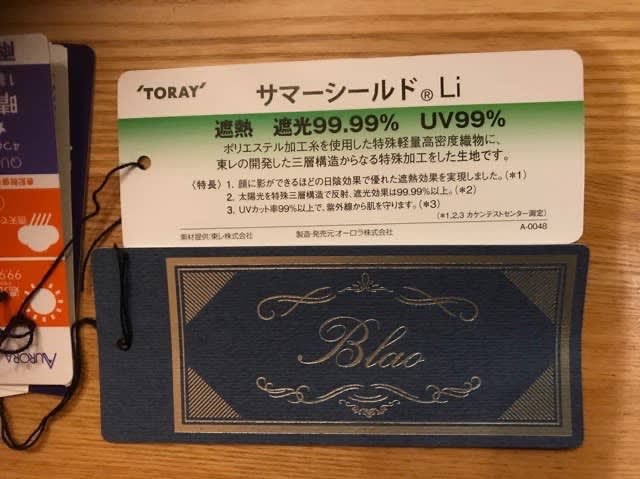 'TORAY'
サマーシールド®Li
遮熱 遮光99.99% UV99%
ポリエステル加工糸を使用した特殊軽量高密度織物に、
東レの開発した三層構造からなる特殊加工をした生地です。
〈特長〉1. 顔に影ができるほどの日陰効果で優れた遮熱効果を実現しました。(*1)
2. 太陽光を特殊三層構造で反射、遮光効果は99.99%以上。(*2)
3. UVカット率99%以上で、紫外線から肌を守ります。(*3)
(*1,2,3 カケンテストセンター測定)
素材提供:東レ株式会社 製造・発売元:オーロラ株式会社 A-0048
Blao
晴
QU
999
AURORA